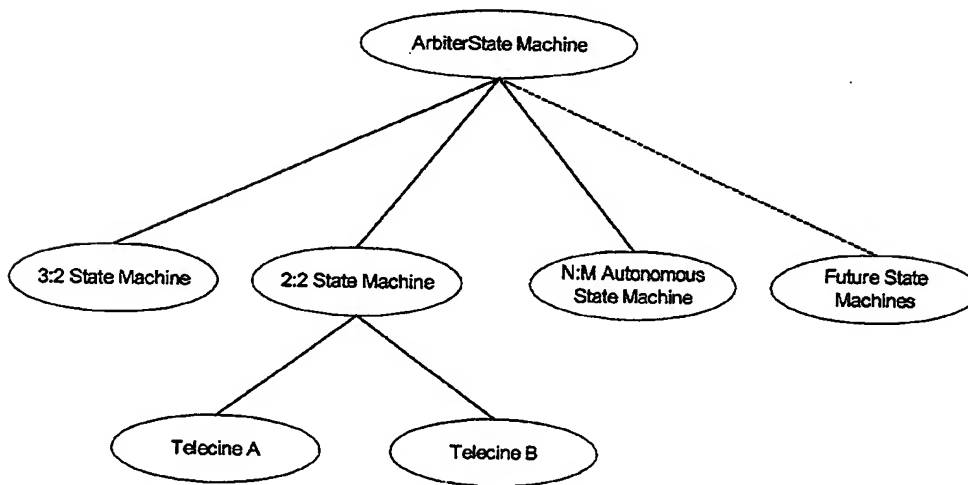 ArbiterState Machine
3:2 State Machine
2:2 State Machine
N:M Autonomous
State Machine
Future State
Machines
Telecine A
Telecine B